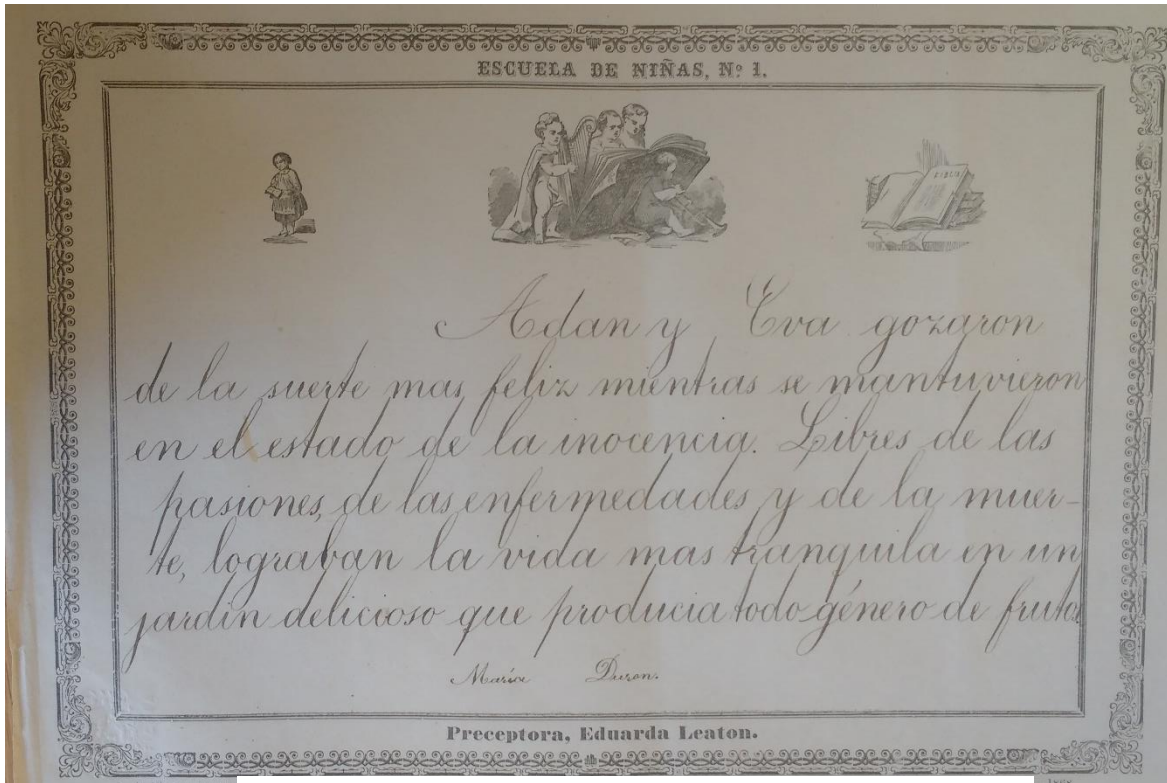 ESCUELA DE NIÑAS, Nº 1.
BIBLIA
Adan y Eva gozaron
de la suerte mas feliz mientras se mantuvieron
en el estado de la inocencia. Libres de las
pasiones, de las enfermedades y de la muer-
te, lograban la vida mas tranquila en un
jardin delicioso que producia todo género de frutas
María Duran.
Preceptora, Eduarda Leaton.